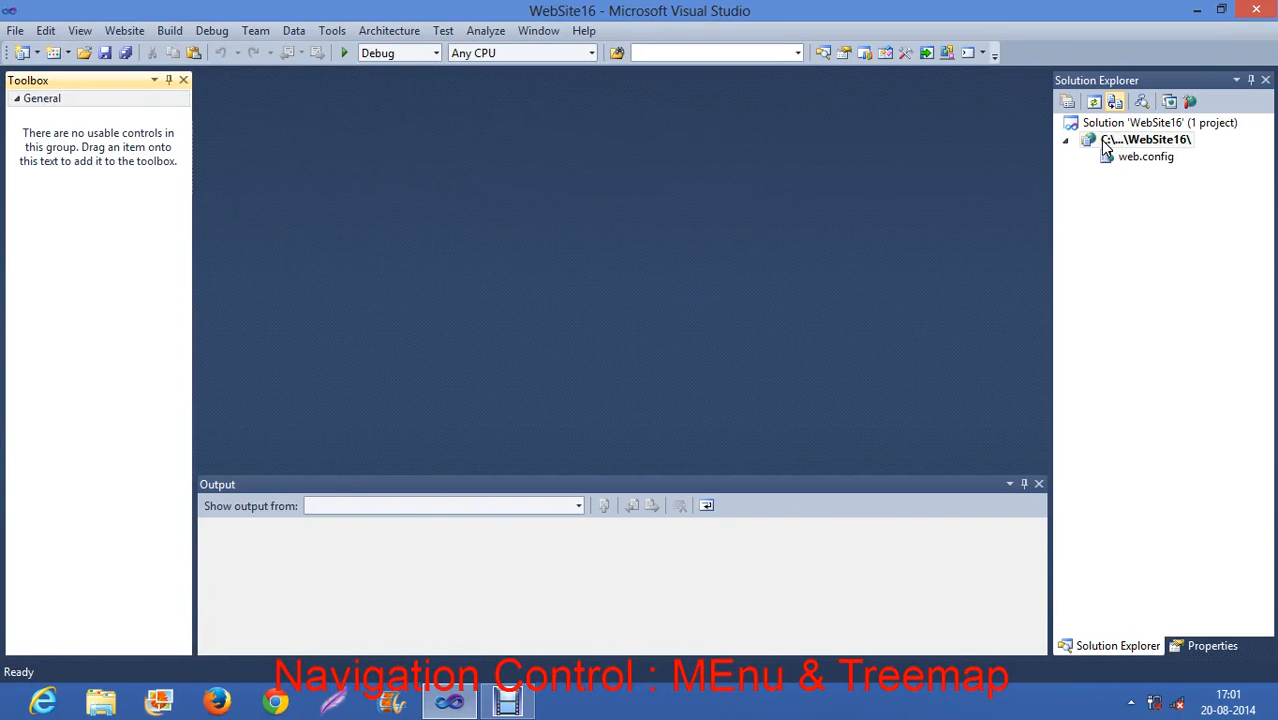 WebSite16 - Microsoft Visual Studio
File Edit View Website Build Debug Team Data Tools Architecture Test Analyze Window Help
Debug Any CPU
Toolbox
General
There are no usable controls in
this group. Drag an item onto
this text to add it to the toolbox.
Solution Explorer
Solution 'WebSite16' (1 project)
C:\...\WebSite16\
web.config
Output
Show output from:
Solution Explorer Properties
Ready
Navigation Control : MEnu & Treemap
17:01
20-08-2014